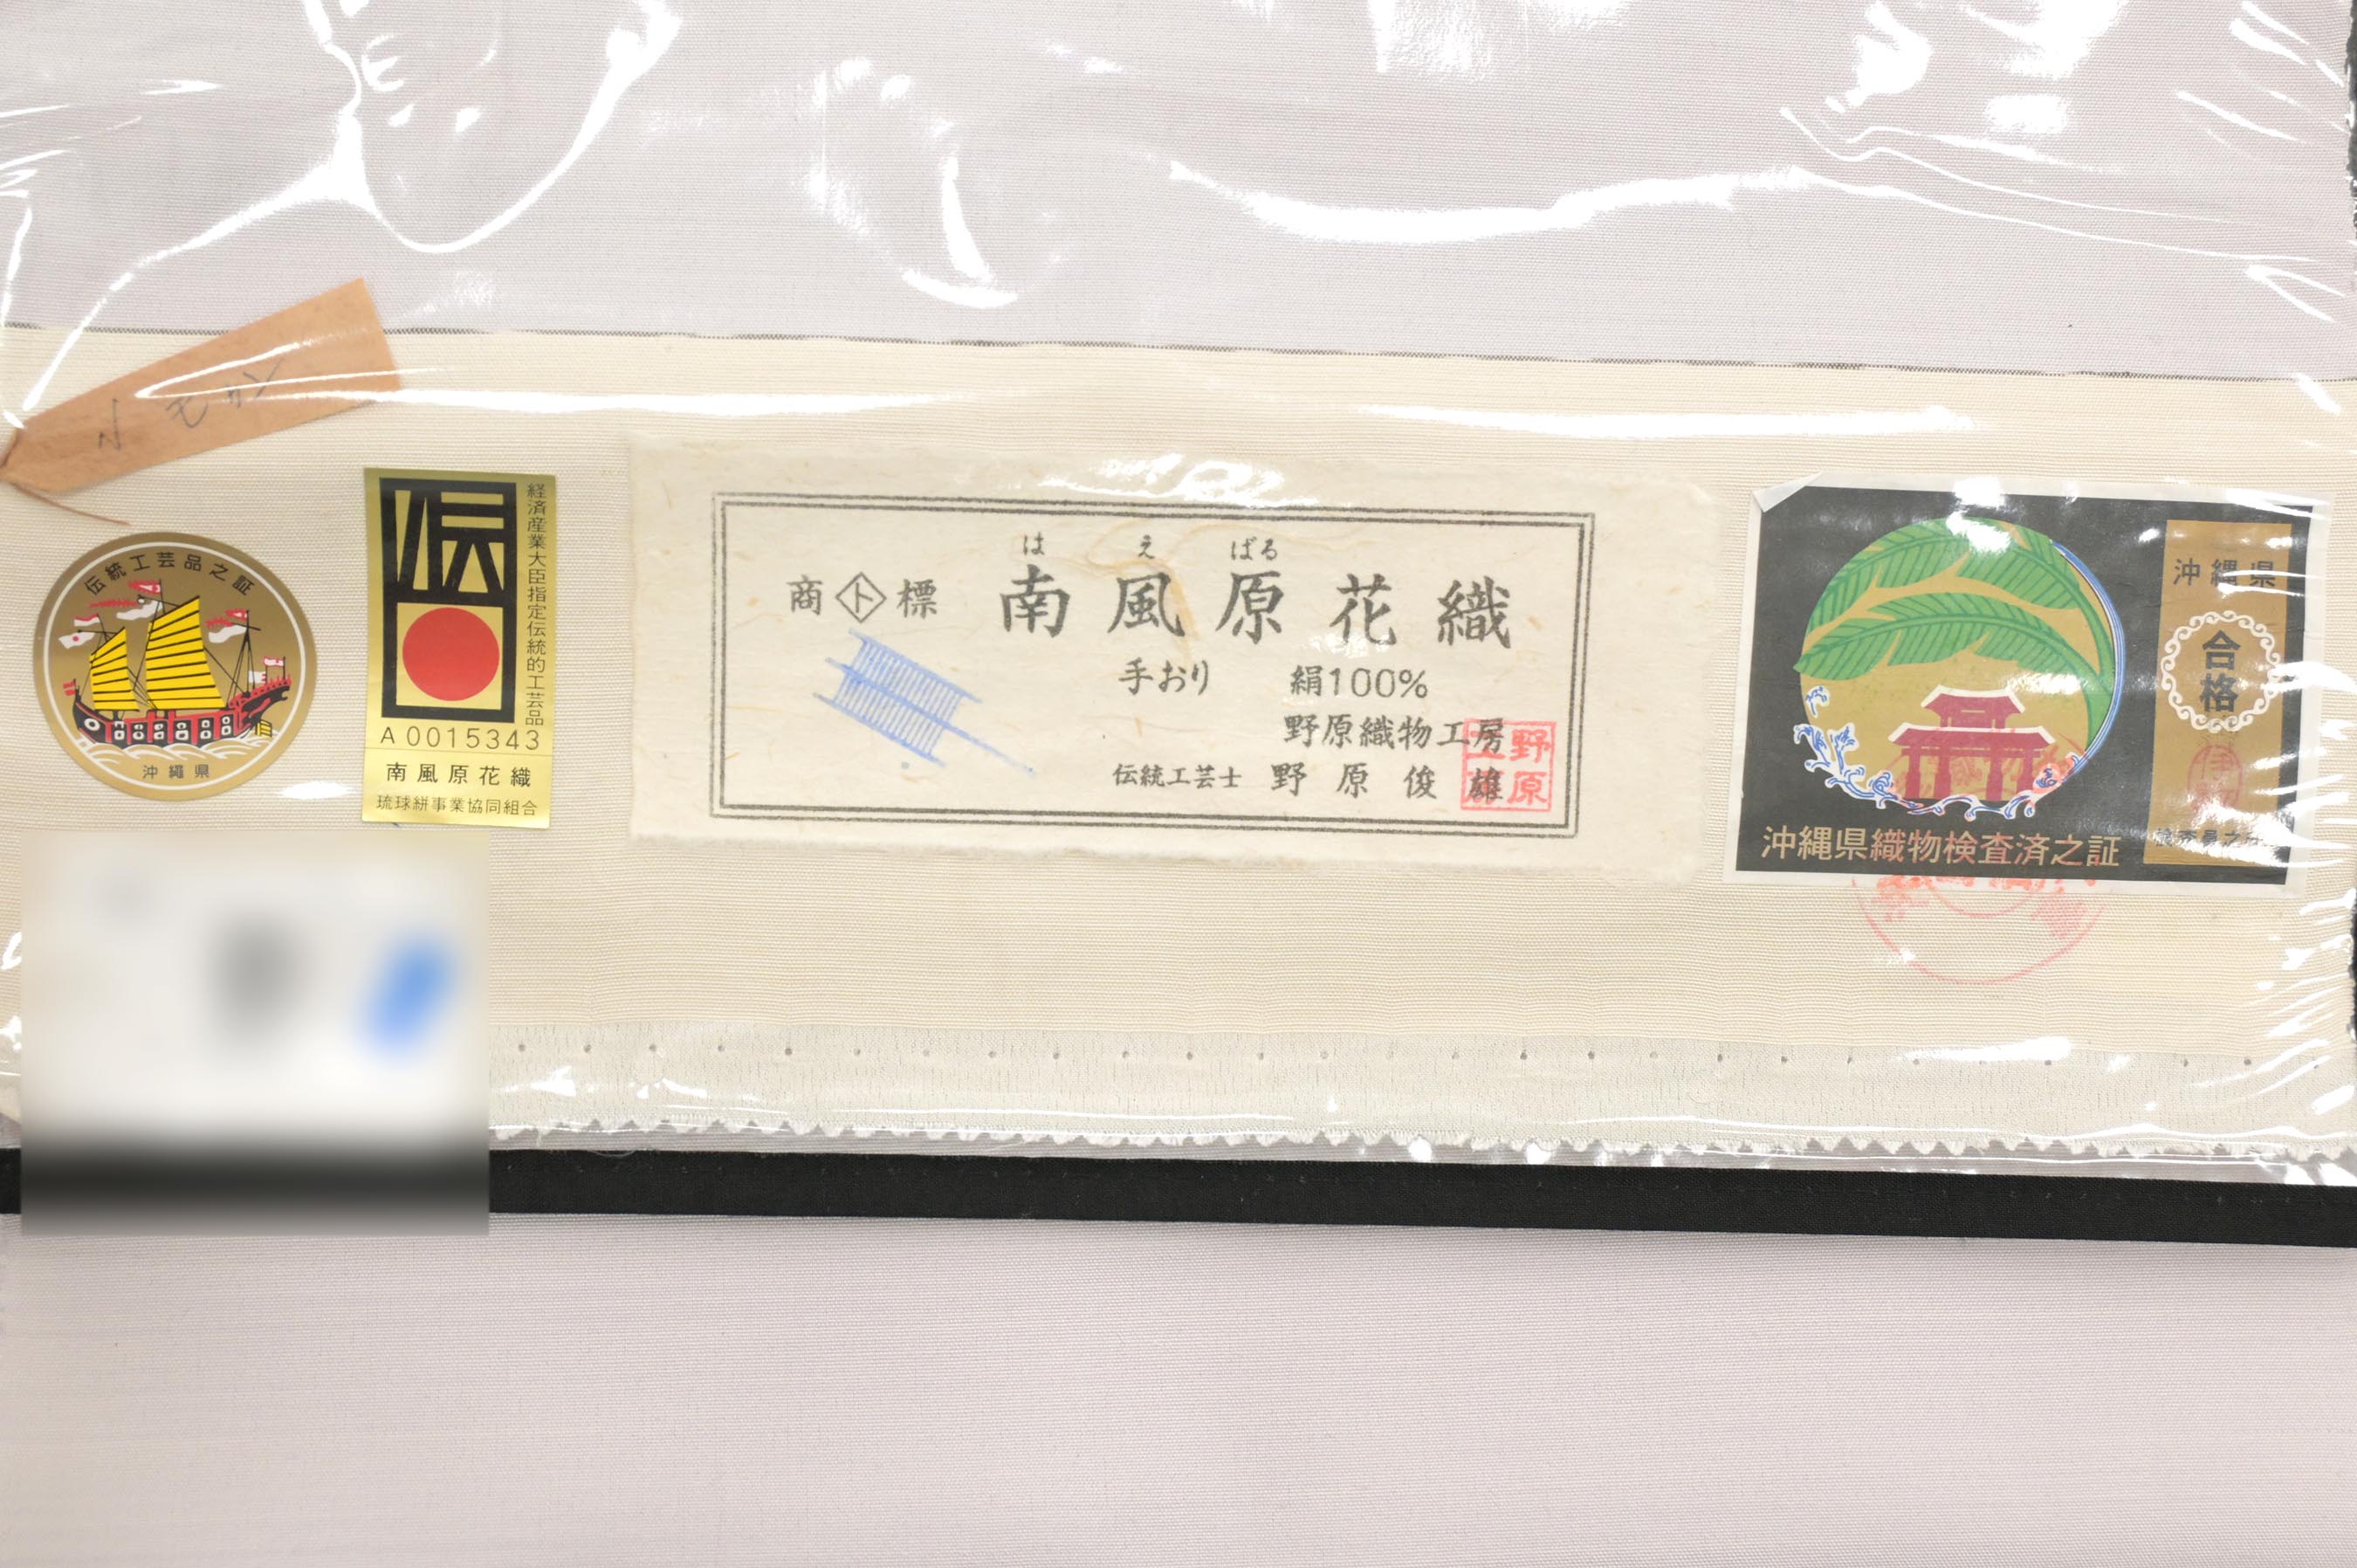 伝統工芸品之証
沖縄県
伝
経済産業大臣指定伝統的工芸品
A0015343
南風原花織
琉球絣事業協同組合
は え ばる
商 ト 標 南風原花織
手おり 絹100%
野原織物工房
伝統工芸士 野原俊雄
野原
沖縄県
合格
沖縄県織物検査済之証